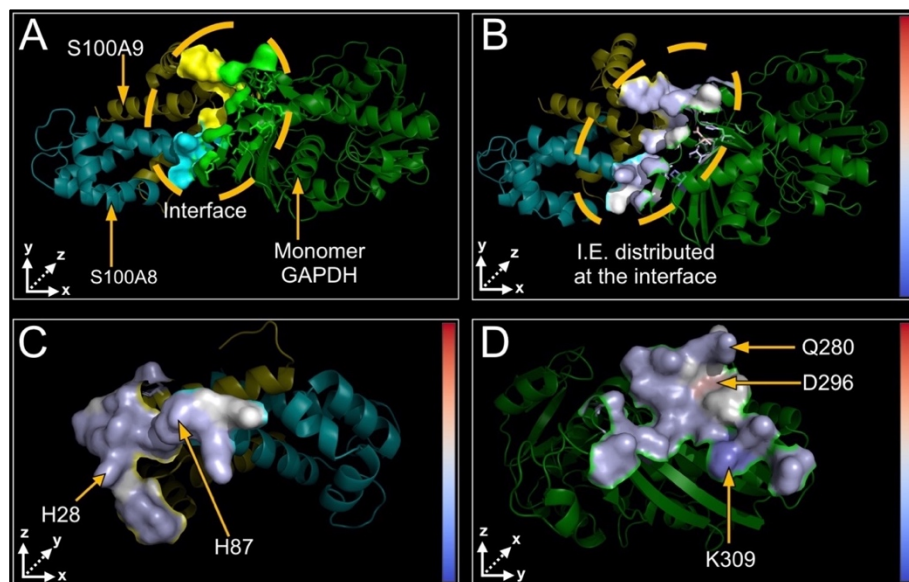 A
S100A9
Interface
S100A8
Monomer
GAPDH
y
z
x
B
I.E. distributed
at the interface
y
z
x
C
H28
H87
z
y
x
D
Q280
D296
K309
z
x
y